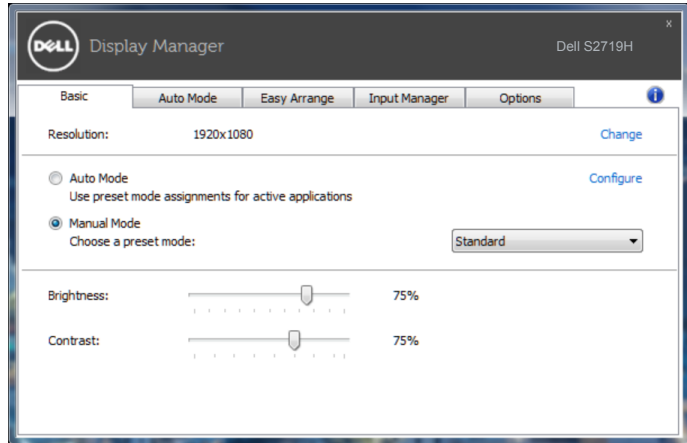 x
DELL Display Manager Dell S2719H
Basic Auto Mode Easy Arrange Input Manager Options i
Resolution: 1920x1080 Change
Auto Mode Configure
Use preset mode assignments for active applications
Manual Mode
Choose a preset mode: Standard
Brightness: 75%
Contrast: 75%